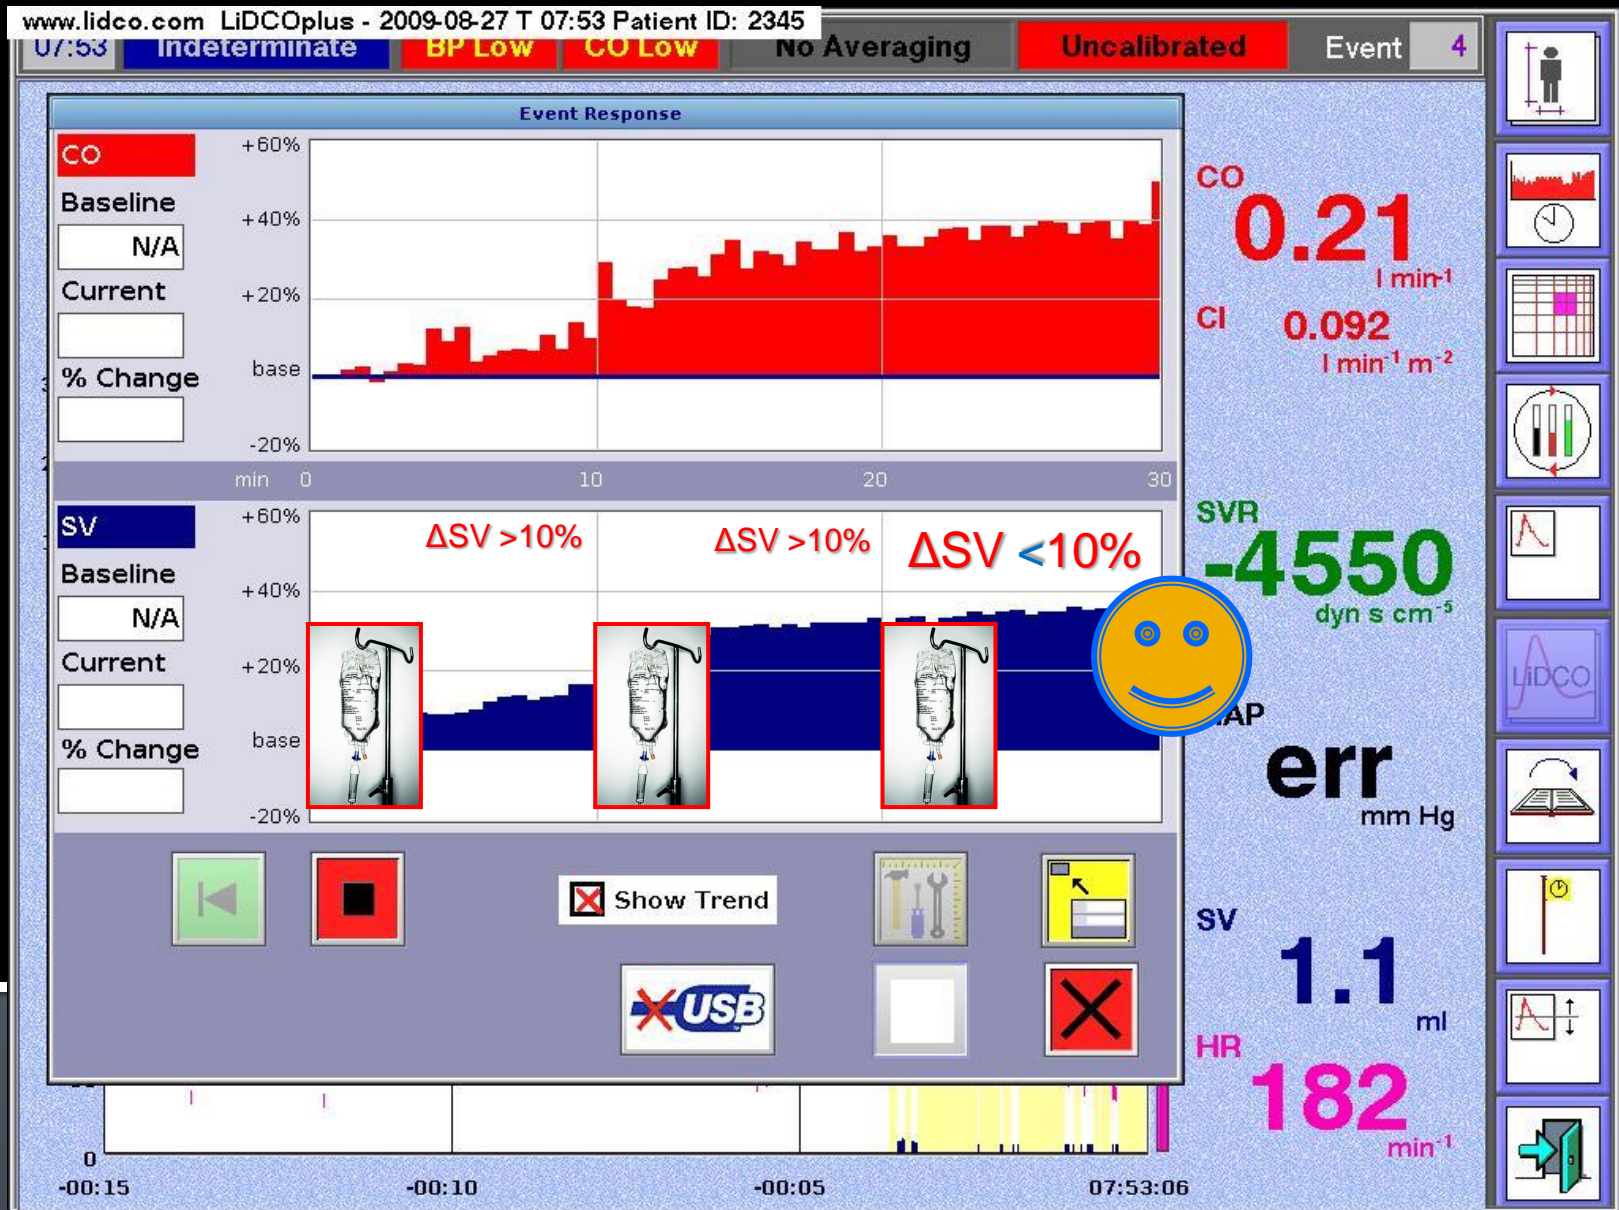 www.lidco.com LiDCOplus - 2009-08-27 T 07:53 Patient ID: 2345
07:53 Indeterminate BP Low CO Low No Averaging Uncalibrated Event 4
Event Response
CO
Baseline
N/A
Current
% Change
+60%
+40%
+20%
base
-20%
min 0 10 20 30
SV
Baseline
N/A
Current
% Change
+60%
+40%
+20%
base
-20%
ΔSV >10% ΔSV >10% ΔSV <10%
Show Trend
USB
0
-00:15 -00:10 -00:05 07:53:06
CO
0.21
l min-1
CI 0.092
l min-1 m-2
SVR
-4550
dyn s cm-5
AP
err
mm Hg
SV
1.1
ml
HR
182
min-1
LiDCO